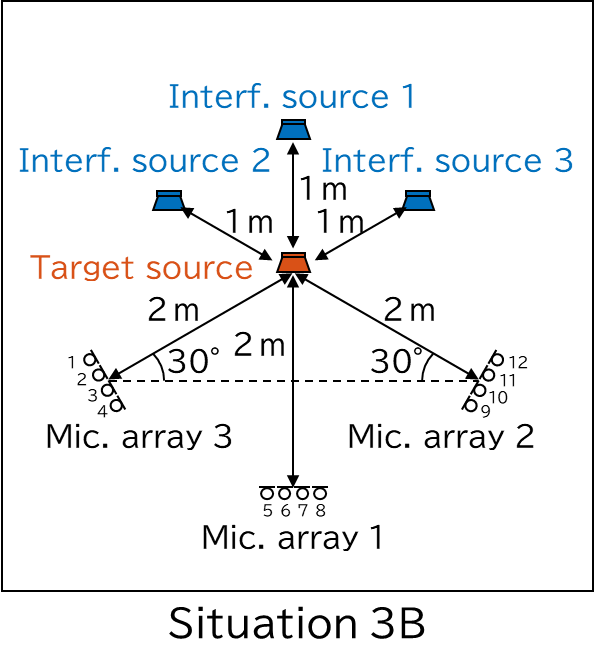 Interf. source 1
Interf. source 2
Interf. source 3
1 m
1 m
1 m
Target source
2 m
2 m
2 m
30°
30°
1
2
3
4
12
11
10
9
Mic. array 3
Mic. array 2
5 6 7 8
Mic. array 1
Situation 3B